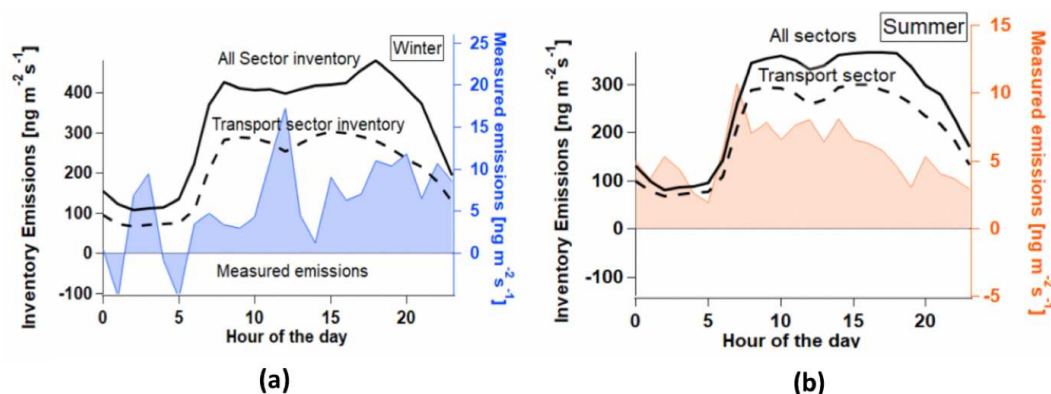 Inventory Emissions [ng m⁻² s⁻¹]
400
300
200
100
0
-100
All Sector inventory
Winter
Transport sector inventory
Measured emissions
25
20
15
10
5
0
-5
Measured emissions [ng m⁻² s⁻¹]
0 5 10 15 20
Hour of the day
(a)
Inventory Emissions [ng m⁻² s⁻¹]
300
200
100
0
-100
All sectors
Summer
Transport sector
15
10
5
0
-5
Measured emissions [ng m⁻² s⁻¹]
0 5 10 15 20
Hour of the day
(b)